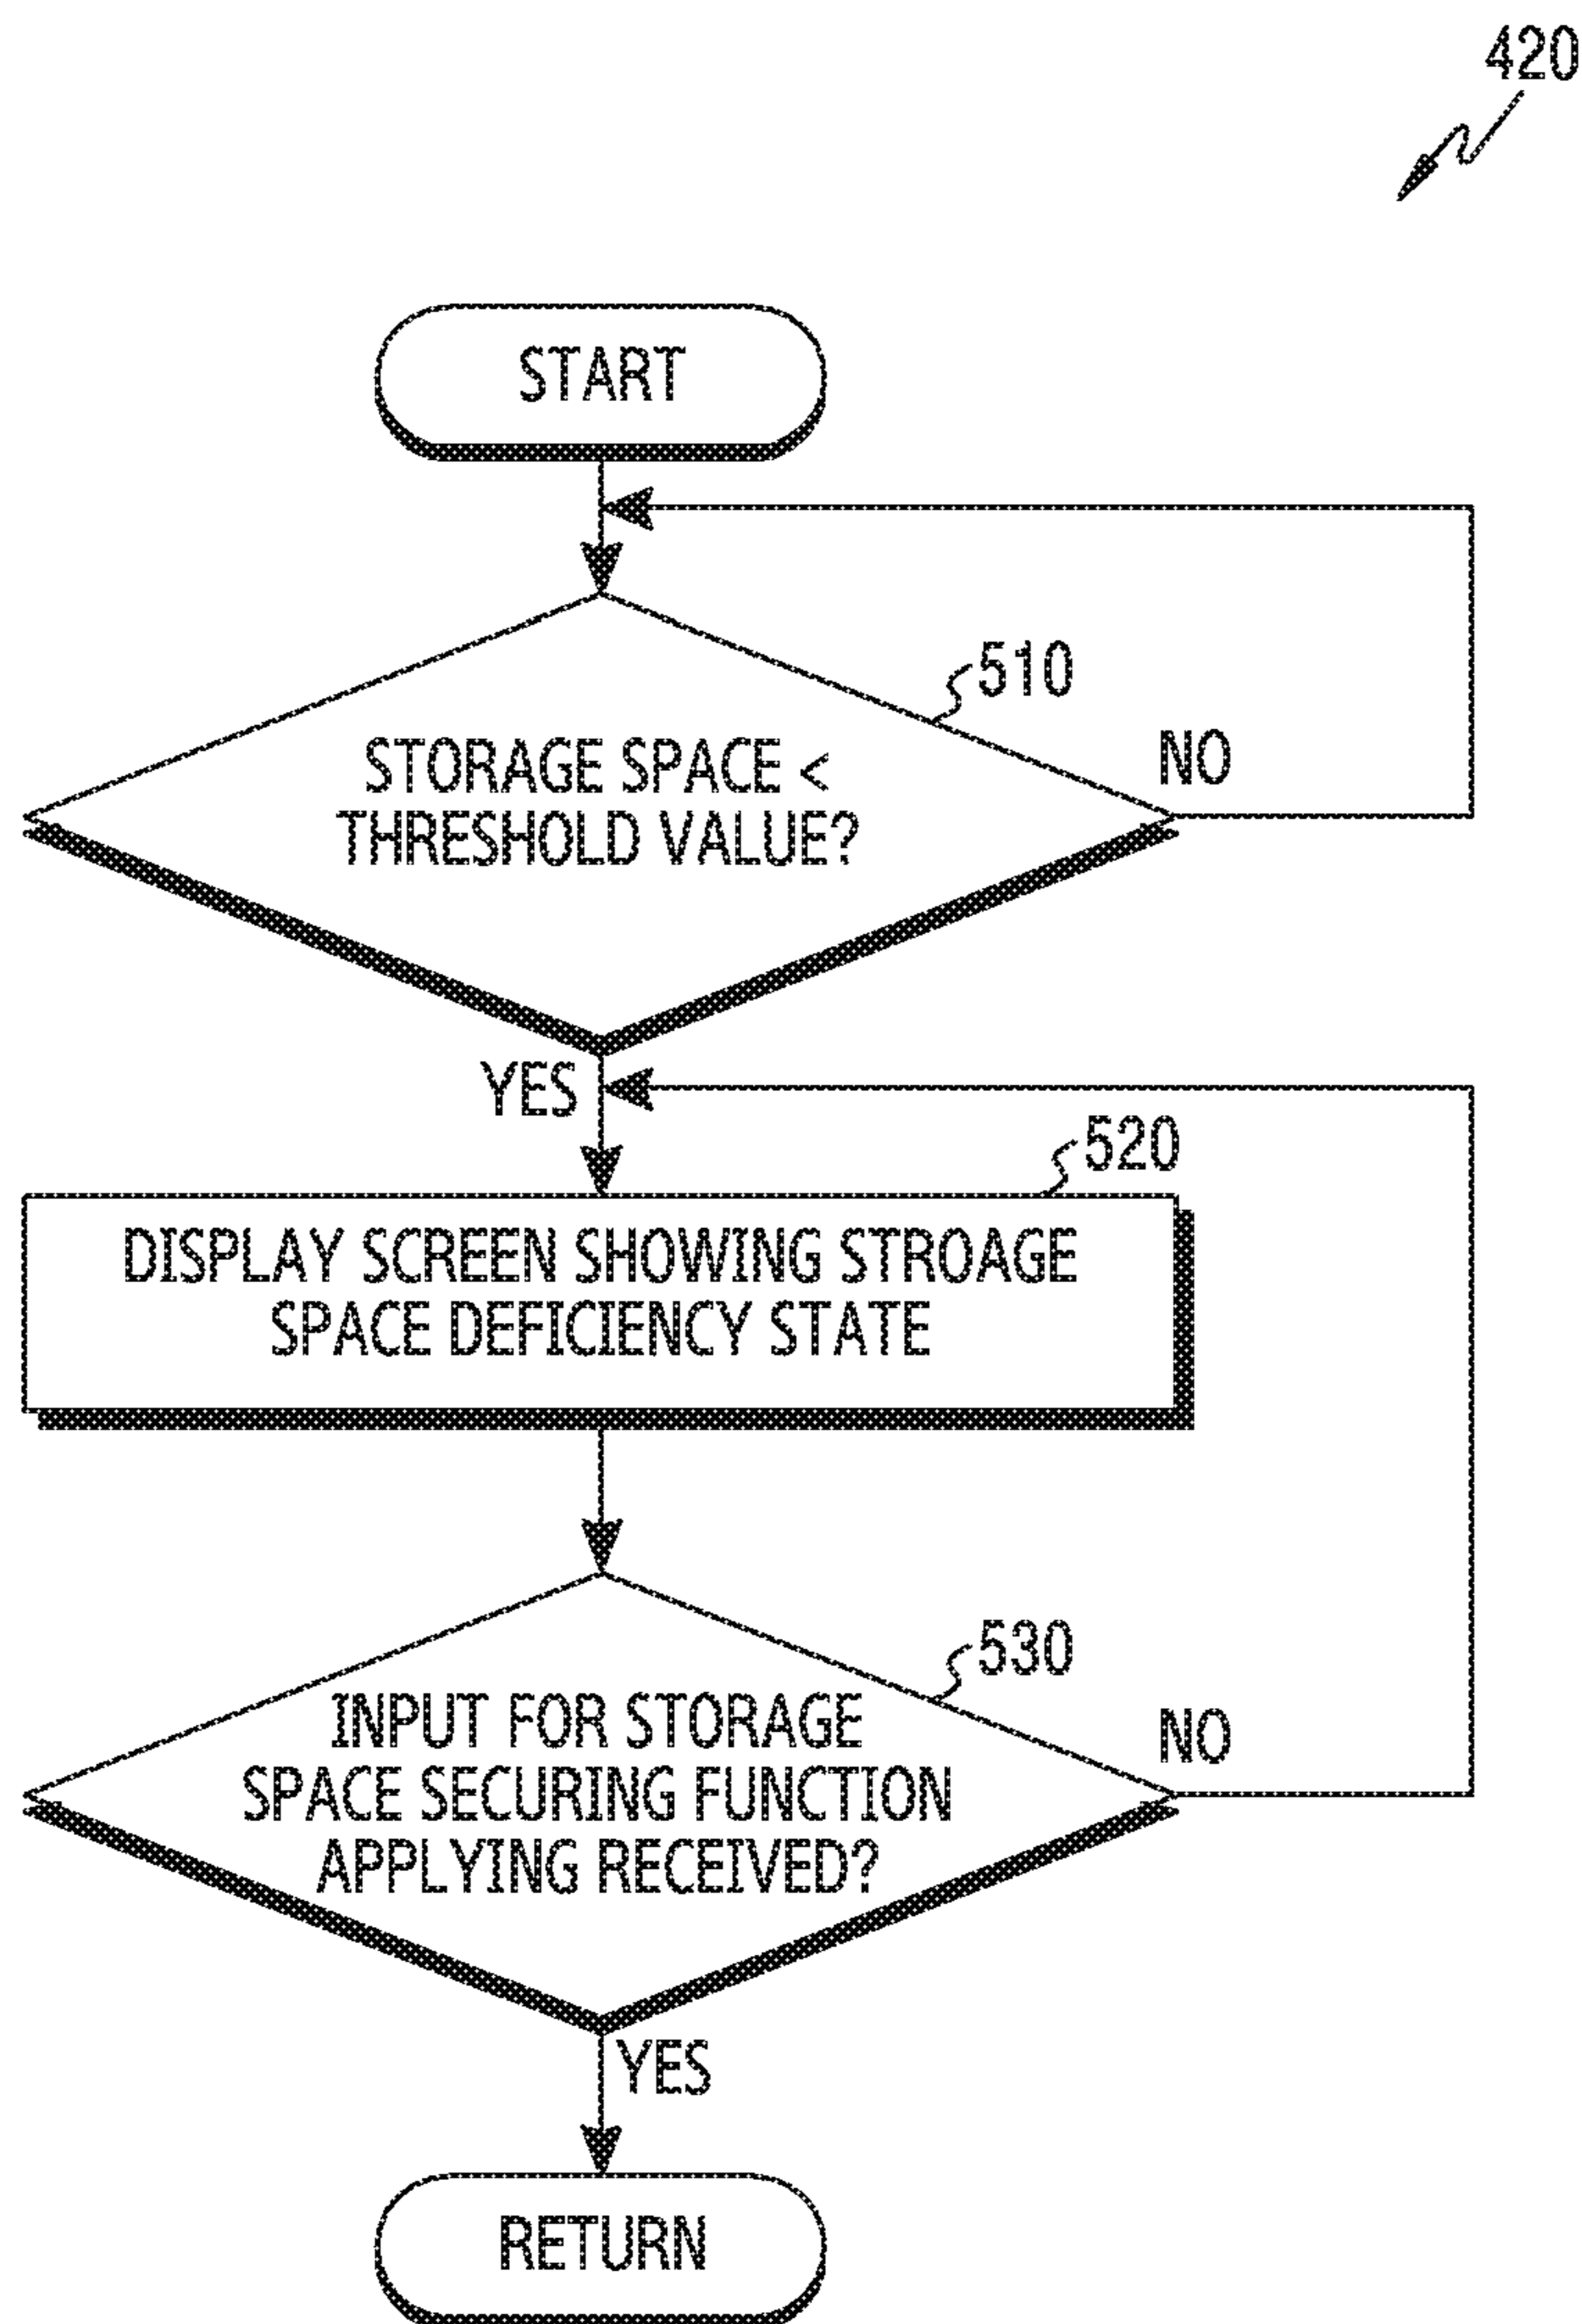 420
START
510
STORAGE SPACE <
THRESHOLD VALUE?
NO
YES
520
DISPLAY SCREEN SHOWING STROAGE
SPACE DEFICIENCY STATE
530
INPUT FOR STORAGE
SPACE SECURING FUNCTION
APPLYING RECEIVED?
NO
YES
RETURN